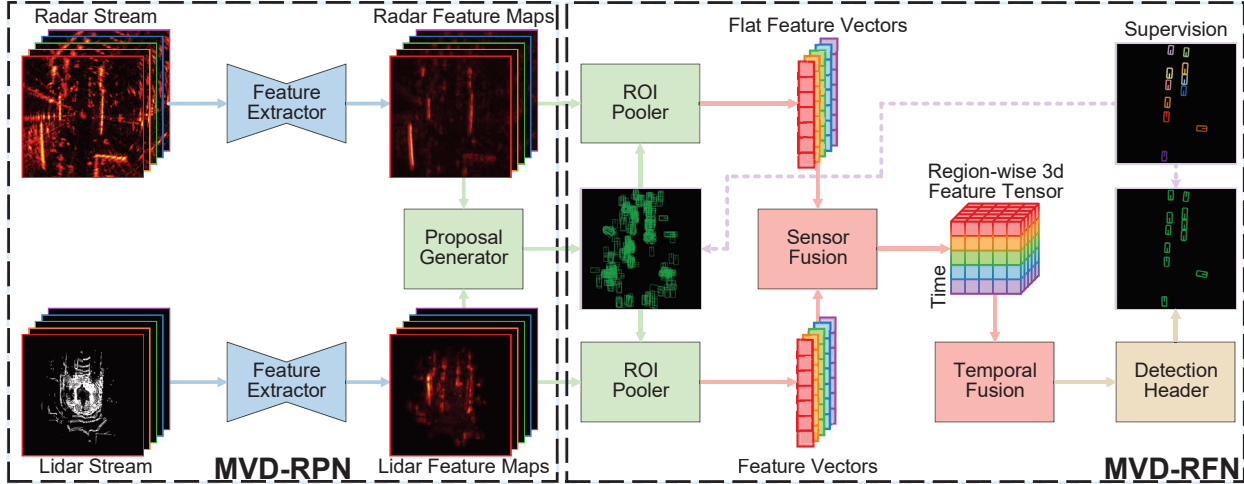 Radar Stream
Radar Feature Maps
Flat Feature Vectors
Supervision
Feature
Extractor
ROI
Pooler
Region-wise 3d
Feature Tensor
Proposal
Generator
Sensor
Fusion
Time
Feature
Extractor
ROI
Pooler
Temporal
Fusion
Detection
Header
Lidar Stream
MVD-RPN
Lidar Feature Maps
Feature Vectors
MVD-RFN